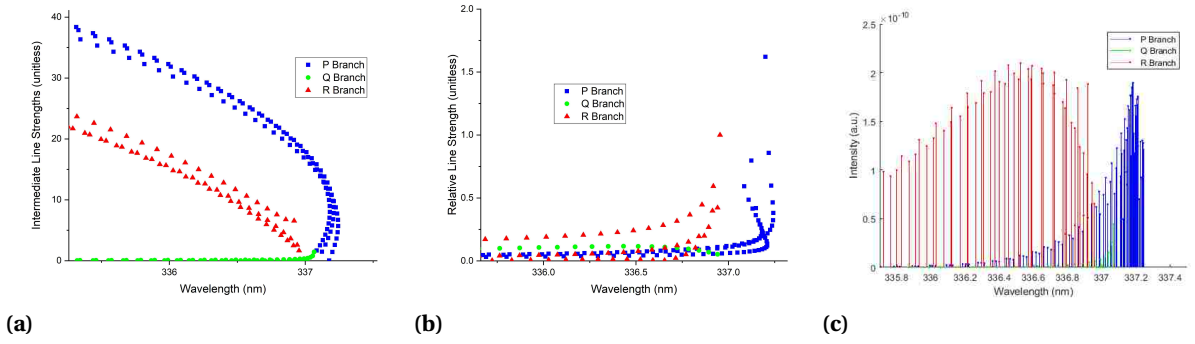 Intermediate Line Strengths (unitless)
40
30
20
10
0
336
337
Wavelength (nm)
P Branch
Q Branch
R Branch
(a)
Relative Line Strength (unitless)
2.0
1.5
1.0
0.5
0.0
336.0
336.5
337.0
Wavelength (nm)
P Branch
Q Branch
R Branch
(b)
×10⁻¹⁰
Intensity (a.u.)
2.5
2
1.5
1
0.5
0
335.8 336 336.2 336.4 336.6 336.8 337 337.2 337.4
Wavelength (nm)
P Branch
Q Branch
R Branch
(c)